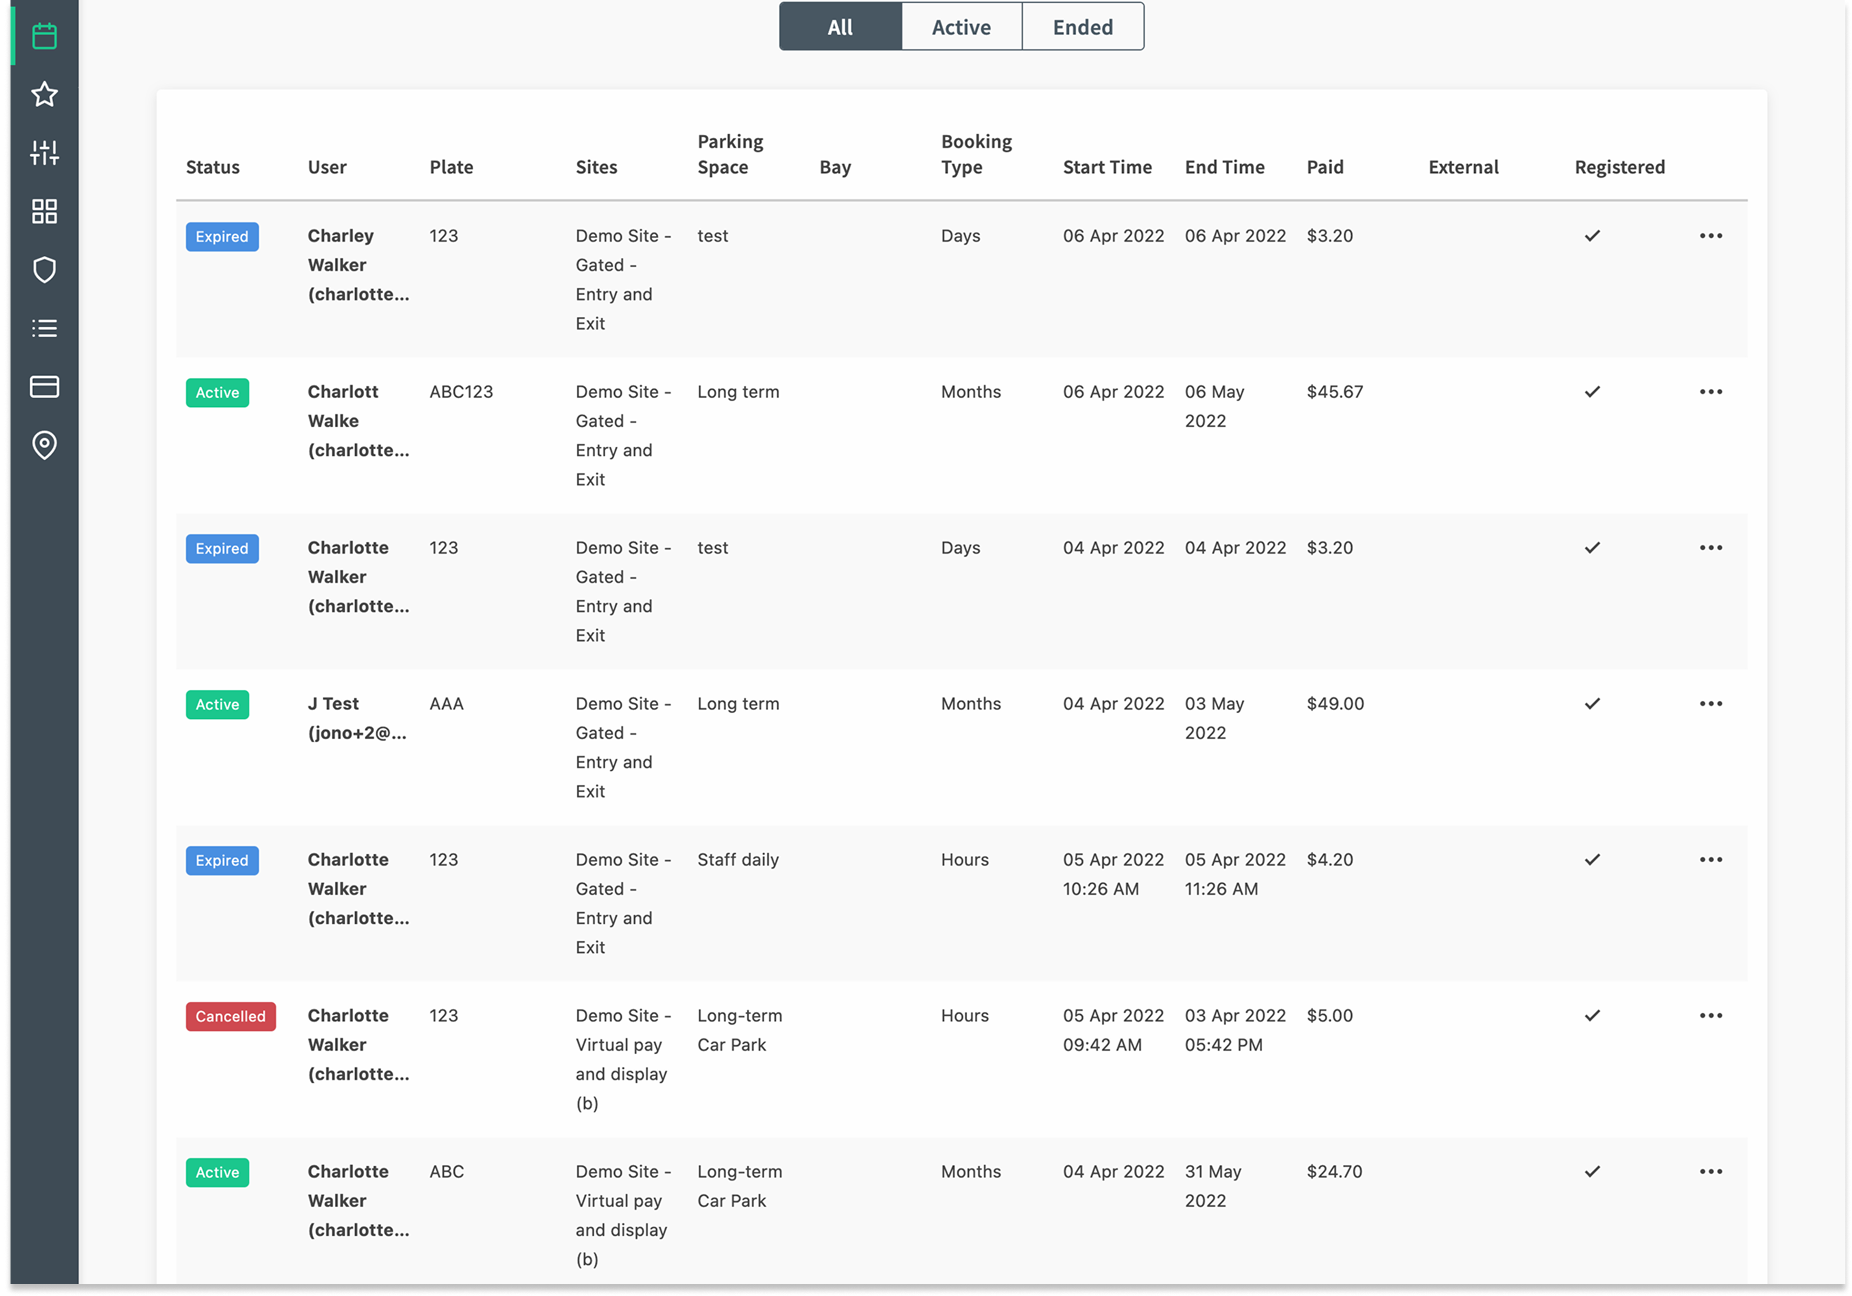 All Active Ended
Status User Plate Sites Parking Space Bay Booking Type Start Time End Time Paid External Registered
Expired Charley 123 Demo Site - test Days 06 Apr 2022 06 Apr 2022 $3.20
Walker Gated -
(charlotte... Entry and
Exit
Active Charlott ABC123 Demo Site - Long term Months 06 Apr 2022 06 May $45.67
Walke Gated - 2022
(charlotte... Entry and
Exit
Expired Charlotte 123 Demo Site - test Days 04 Apr 2022 04 Apr 2022 $3.20
Walker Gated -
(charlotte... Entry and
Exit
Active J Test AAA Demo Site - Long term Months 04 Apr 2022 03 May $49.00
(jono+2@... Gated - 2022
Entry and
Exit
Expired Charlotte 123 Demo Site - Staff daily Hours 05 Apr 2022 05 Apr 2022 $4.20
Walker Gated - 10:26 AM 11:26 AM
(charlotte... Entry and
Exit
Cancelled Charlotte 123 Demo Site - Long-term Hours 05 Apr 2022 03 Apr 2022 $5.00
Walker Virtual pay Car Park 09:42 AM 05:42 PM
(charlotte... and display
(b)
Active Charlotte ABC Demo Site - Long-term Months 04 Apr 2022 31 May $24.70
Walker Virtual pay Car Park 2022
(charlotte... and display
(b)